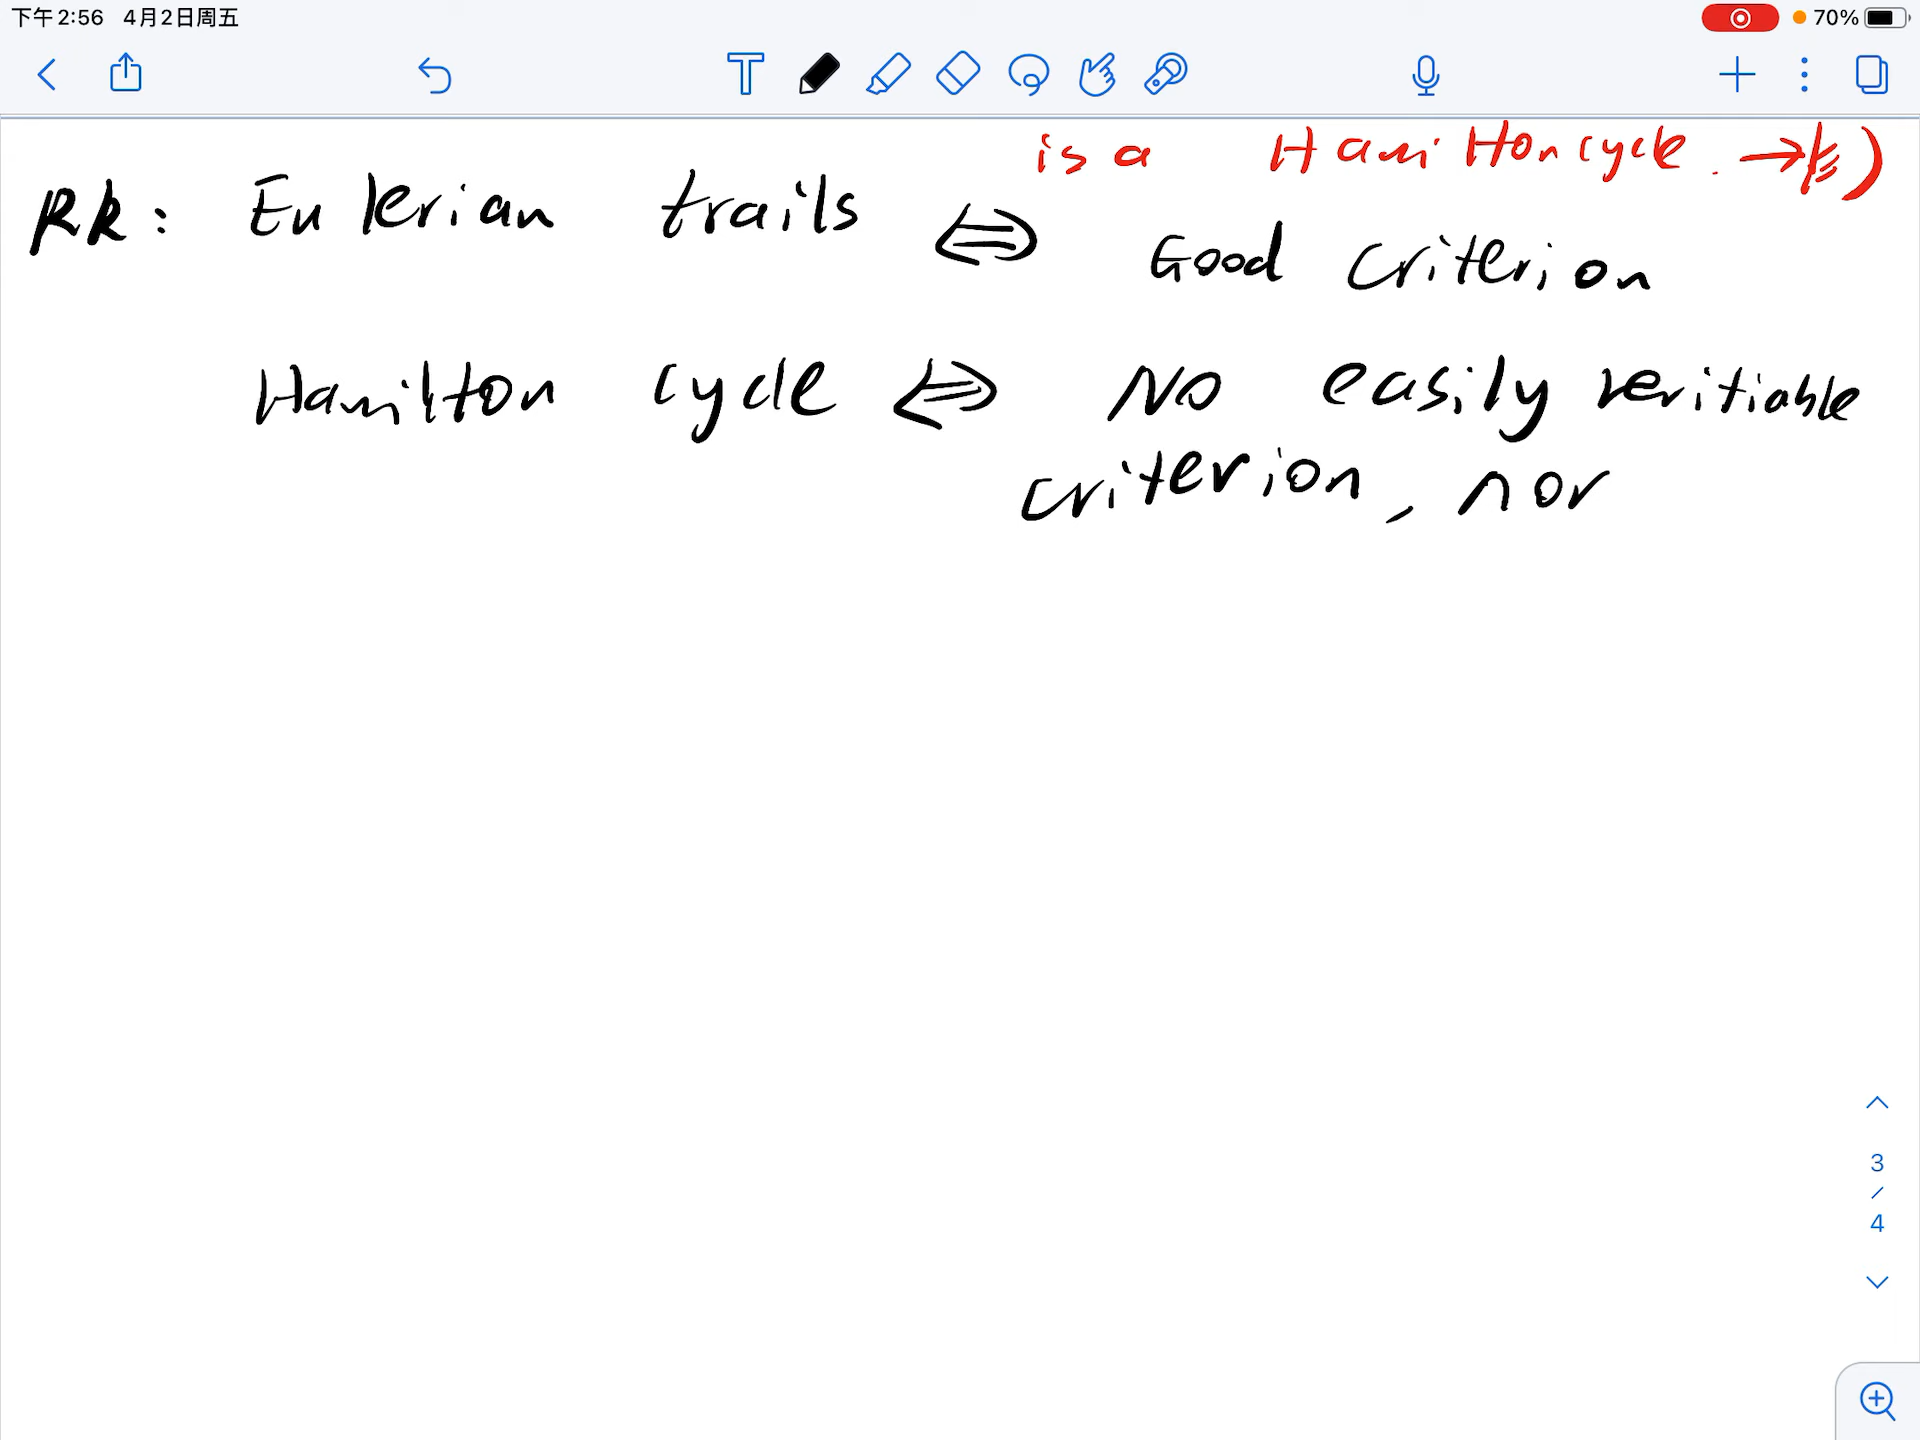 下午2:56 4月2日周五
70%
is a Hamilton cycle.
RK: Eulerian trails ⇔ Good criterion
Hamilton cycle ⇔ No easily veritiable
criterion, nor
3
/
4